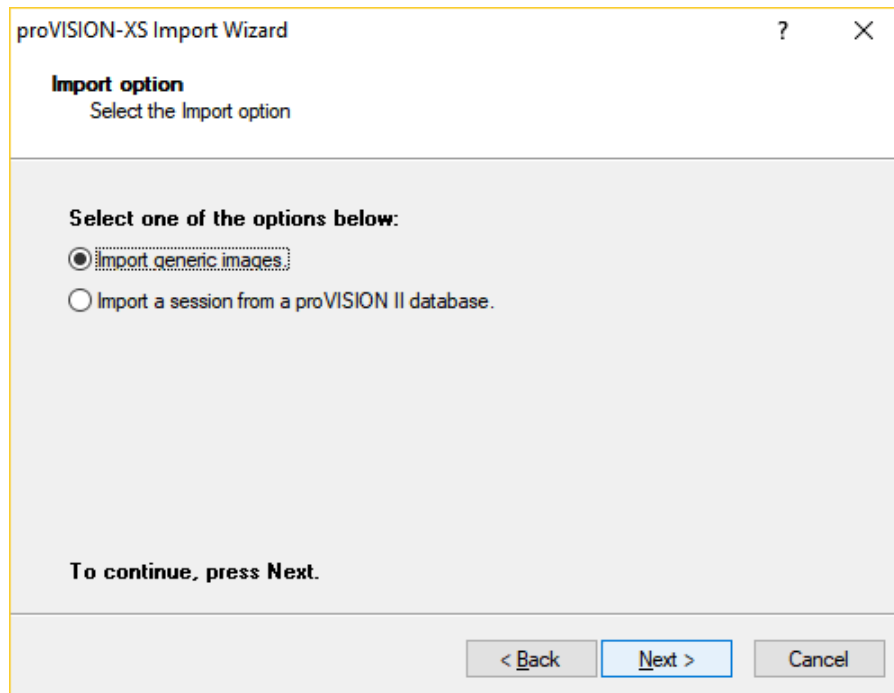 proVISION-XS Import Wizard ?
Import option
Select the Import option
Select one of the options below:
Import generic images.
Import a session from a proVISION II database.
To continue, press Next.
< Back Next > Cancel